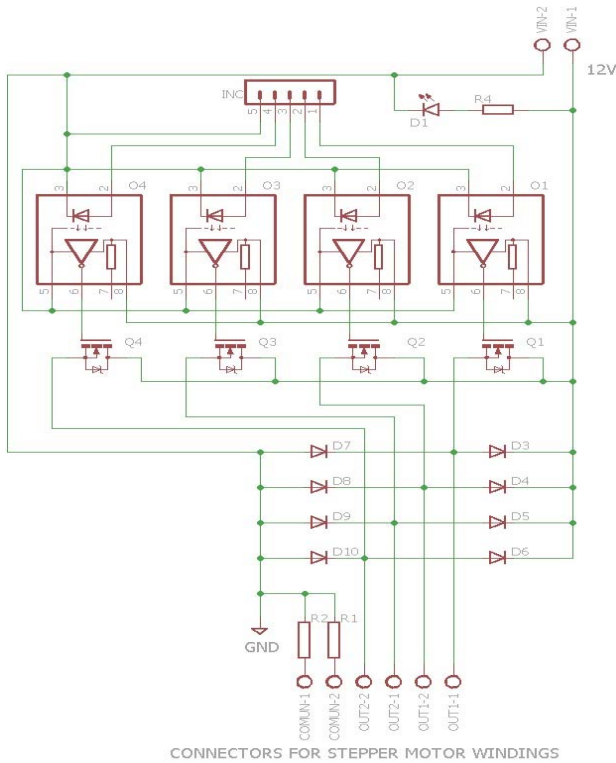 VIN-2
VIN-1
12V
INC
5 4 3 2 1
D1
R4
3 2 O4
3 2 O3
3 2 O2
3 2 O1
5 6 7 8
5 6 7 8
5 6 7 8
5 6 7 8
Q4
Q3
Q2
Q1
D7
D3
D8
D4
D9
D5
D10
D6
R2
R1
GND
COMUN-1
COMUN-2
OUT2-2
OUT2-1
OUT1-2
OUT1-1
CONNECTORS FOR STEPPER MOTOR WINDINGS